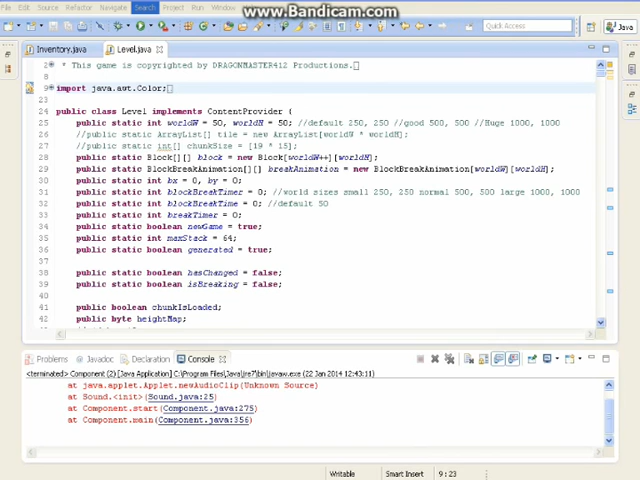 www.Bandicam.com
File Edit Source Refactor Navigate Search Project Run Window Help
Quick Access
Java
Inventory.java
Level.java
2 * This game is copyrighted by DRAGONMASTER412 Productions.
9 import java.awt.Color;
23
24 public class Level implements ContentProvider {
25 public static int worldW = 50, worldH = 50; //default 250, 250 //good 500, 500 //Huge 1000, 1000
26 //public static ArrayList[] tile = new ArrayList[worldW * worldH];
27 //public static int[] chunkSize = [19 * 15];
28 public static Block[][] block = new Block[worldW++][worldH];
29 public static BlockBreakAnimation[][] breakAnimation = new BlockBreakAnimation[worldW][worldH];
30 public static int bx = 0, by = 0;
31 public static int blockBreakTimer = 0; //world sizes small 250, 250 normal 500, 500 large 1000, 1000
32 public static int blockBreakTime = 0; //default 50
33 public static int breakTimer = 0;
34 public static boolean newGame = true;
35 public static int maxStack = 64;
36 public static boolean generated = true;
37
38 public static boolean hasChanged = false;
39 public static boolean isBreaking = false;
40
41 public boolean chunkIsLoaded;
42 public byte heightMap;
Problems Javadoc Declaration Console
<terminated> Component (2) [Java Application] C:\Program Files\Java\jre7\bin\javaw.exe (22 Jan 2014 12:43:11)
at java.applet.Applet.newAudioClip(Unknown Source)
at Sound.<init>(Sound.java:25)
at Component.start(Component.java:275)
at Component.main(Component.java:356)
Writable
Smart Insert
9 : 23